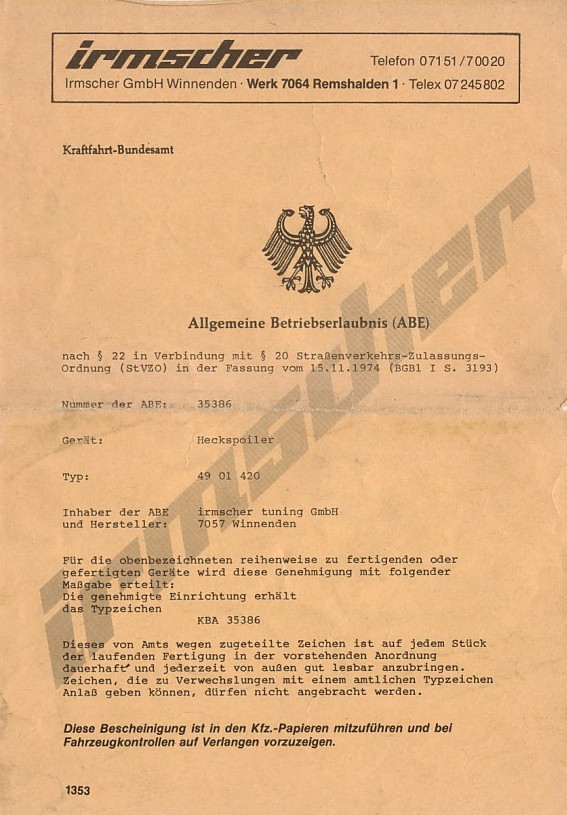 irmscher
Telefon 07151/70020
Irmscher GmbH Winnenden · Werk 7064 Remshalden 1 · Telex 07245802
Kraftfahrt-Bundesamt
irmscher
Allgemeine Betriebserlaubnis (ABE)
nach § 22 in Verbindung mit § 20 Straßenverkehrs-Zulassungs-
Ordnung (StVZO) in der Fassung vom 15.11.1974 (BGBl I S. 3193)
Nummer der ABE: 35386
Gerät: Heckspoiler
Typ: 49 01 420
Inhaber der ABE irmscher tuning GmbH
und Hersteller: 7057 Winnenden
Für die obenbezeichneten reihenweise zu fertigenden oder
gefertigten Geräte wird diese Genehmigung mit folgender
Maßgabe erteilt:
Die genehmigte Einrichtung erhält
das Typzeichen
KBA 35386
Dieses von Amts wegen zugeteilte Zeichen ist auf jedem Stück
der laufenden Fertigung in der vorstehenden Anordnung
dauerhaft und jederzeit von außen gut lesbar anzubringen.
Zeichen, die zu Verwechslungen mit einem amtlichen Typzeichen
Anlaß geben können, dürfen nicht angebracht werden.
Diese Bescheinigung ist in den Kfz.-Papieren mitzuführen und bei
Fahrzeugkontrollen auf Verlangen vorzuzeigen.
1353